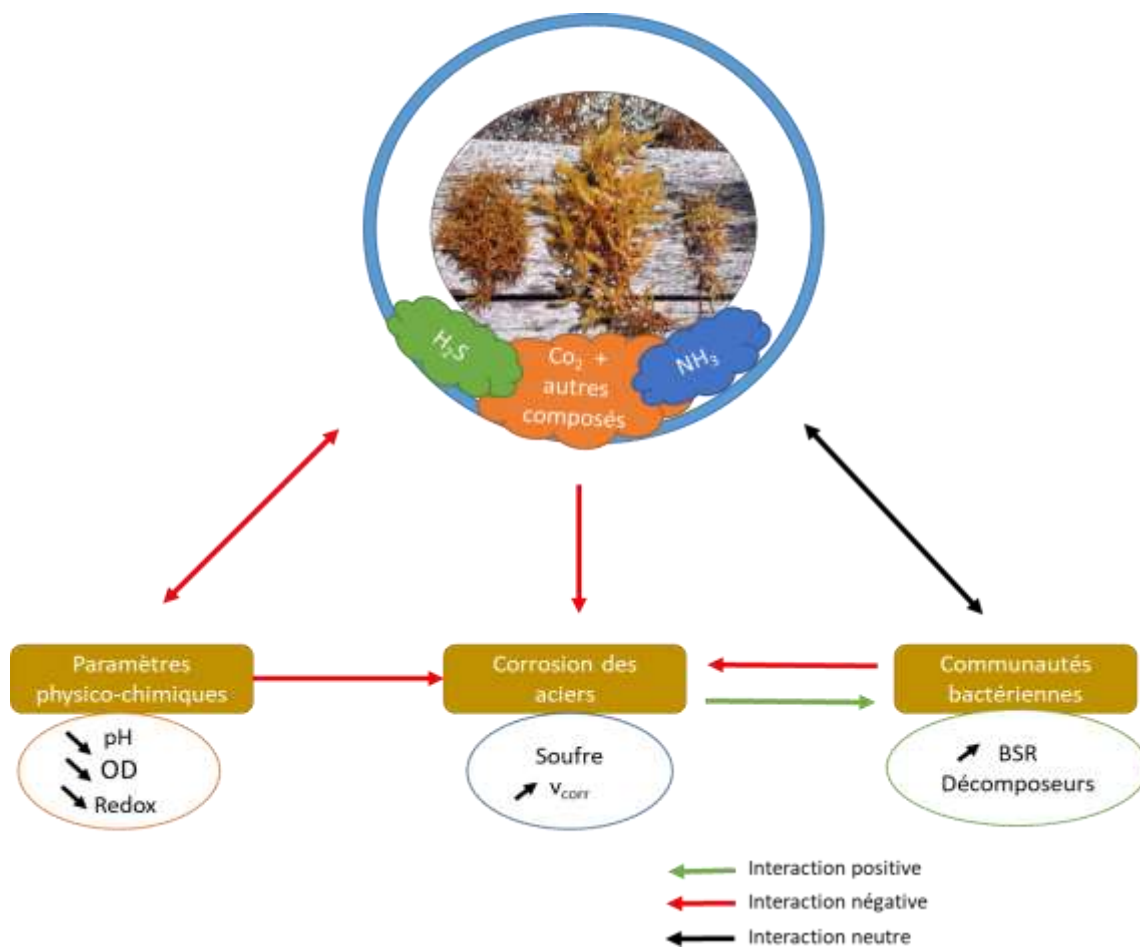 H₂S
Co₂ +
autres
composés
NH₃
Paramètres
physico-chimiques
Corrosion des
aciers
Communautés
bactériennes
pH
OD
Redox
Soufre
v_corr
BSR
Décomposeurs
Interaction positive
Interaction négative
Interaction neutre